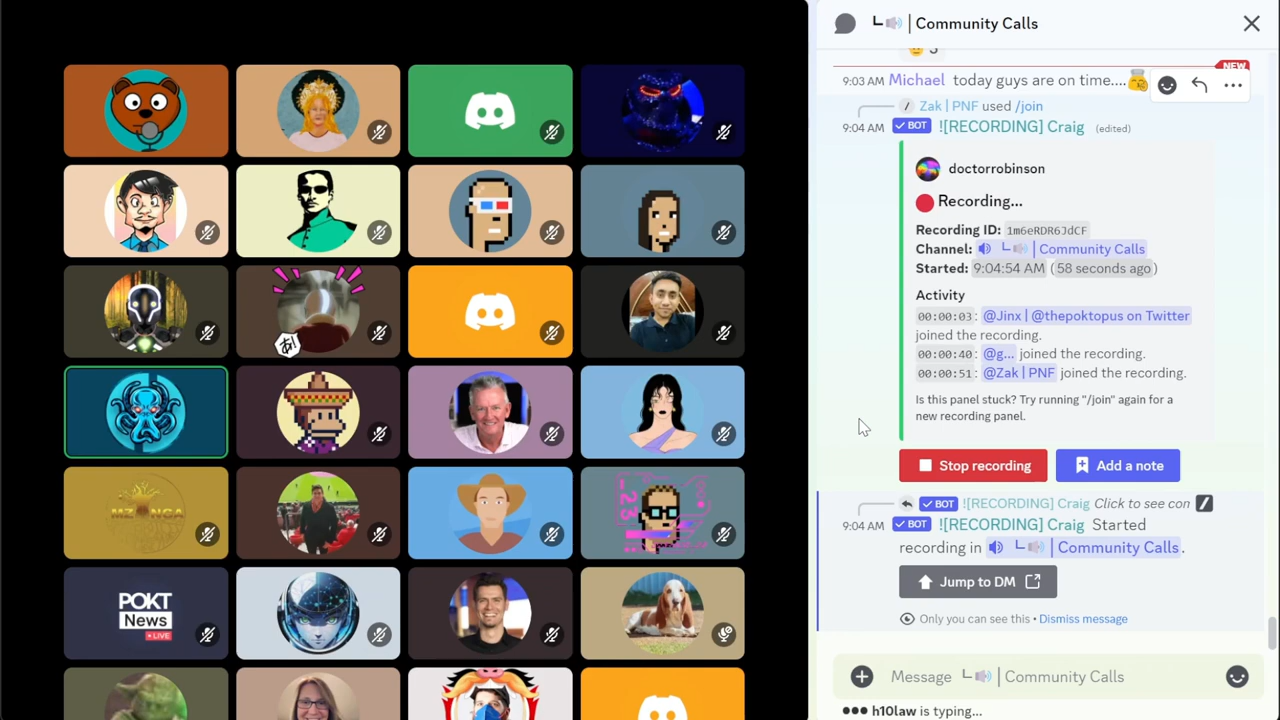 Community Calls
3
NEW
9:03 AM Michael today guys are on time....
Zak | PNF used /join
9:04 AM BOT ![RECORDING] Craig (edited)
doctorrobinson
Recording...
Recording ID: 1m6eRDR6JdCF
Channel: Community Calls
Started: 9:04:54 AM (58 seconds ago)
Activity
00:00:03: @Jinx | @thepoktopus on Twitter
joined the recording.
00:00:40: @g... joined the recording.
00:00:51: @Zak | PNF joined the recording.
Is this panel stuck? Try running "/join" again for a
new recording panel.
Stop recording
Add a note
BOT ![RECORDING] Craig Click to see con
9:04 AM BOT ![RECORDING] Craig Started
recording in Community Calls.
Jump to DM
Only you can see this • Dismiss message
Message Community Calls
h10law is typing...
MZONGA
POKT
News
LIVE